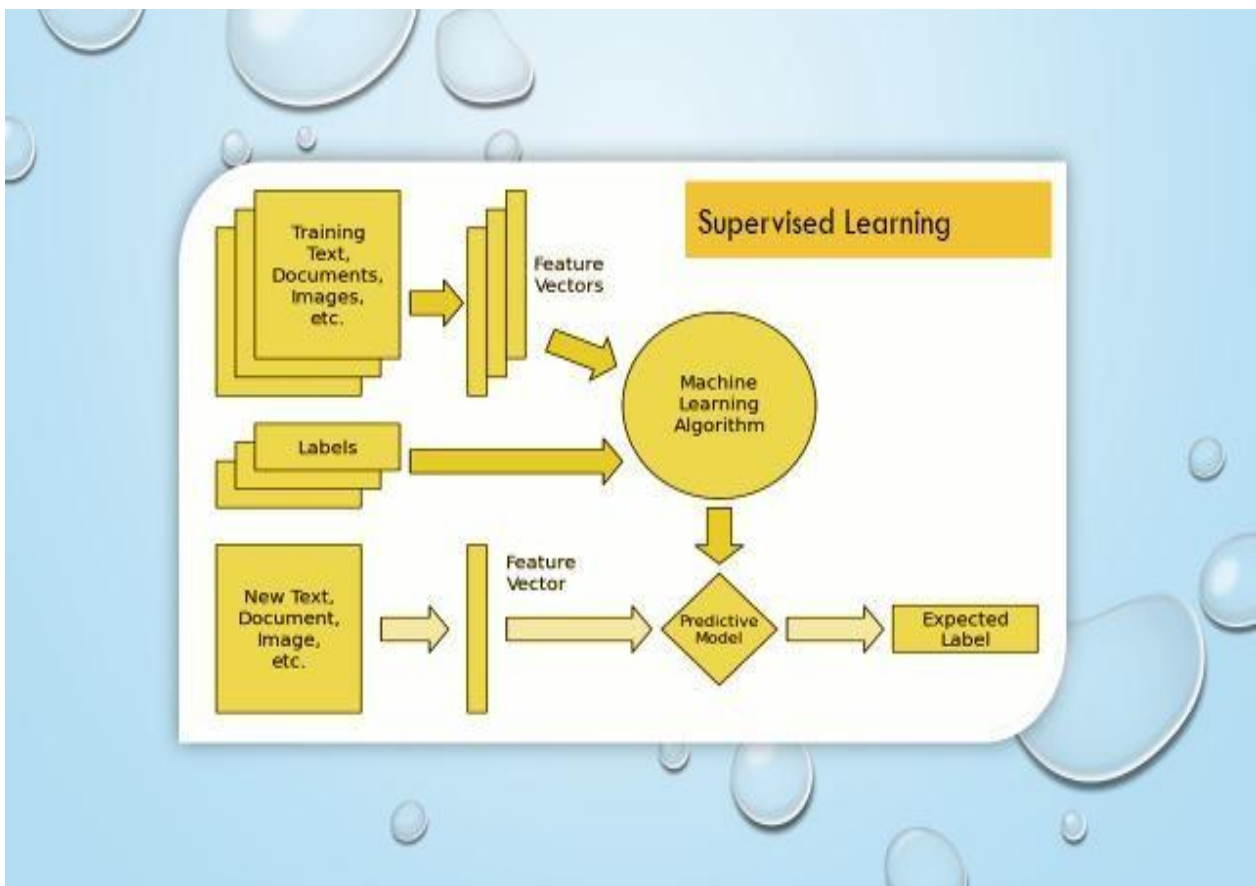 Supervised Learning
Training
Text,
Documents,
Images,
etc.
Feature
Vectors
Machine
Learning
Algorithm
Labels
New Text,
Document,
Image,
etc.
Feature
Vector
Predictive
Model
Expected
Label